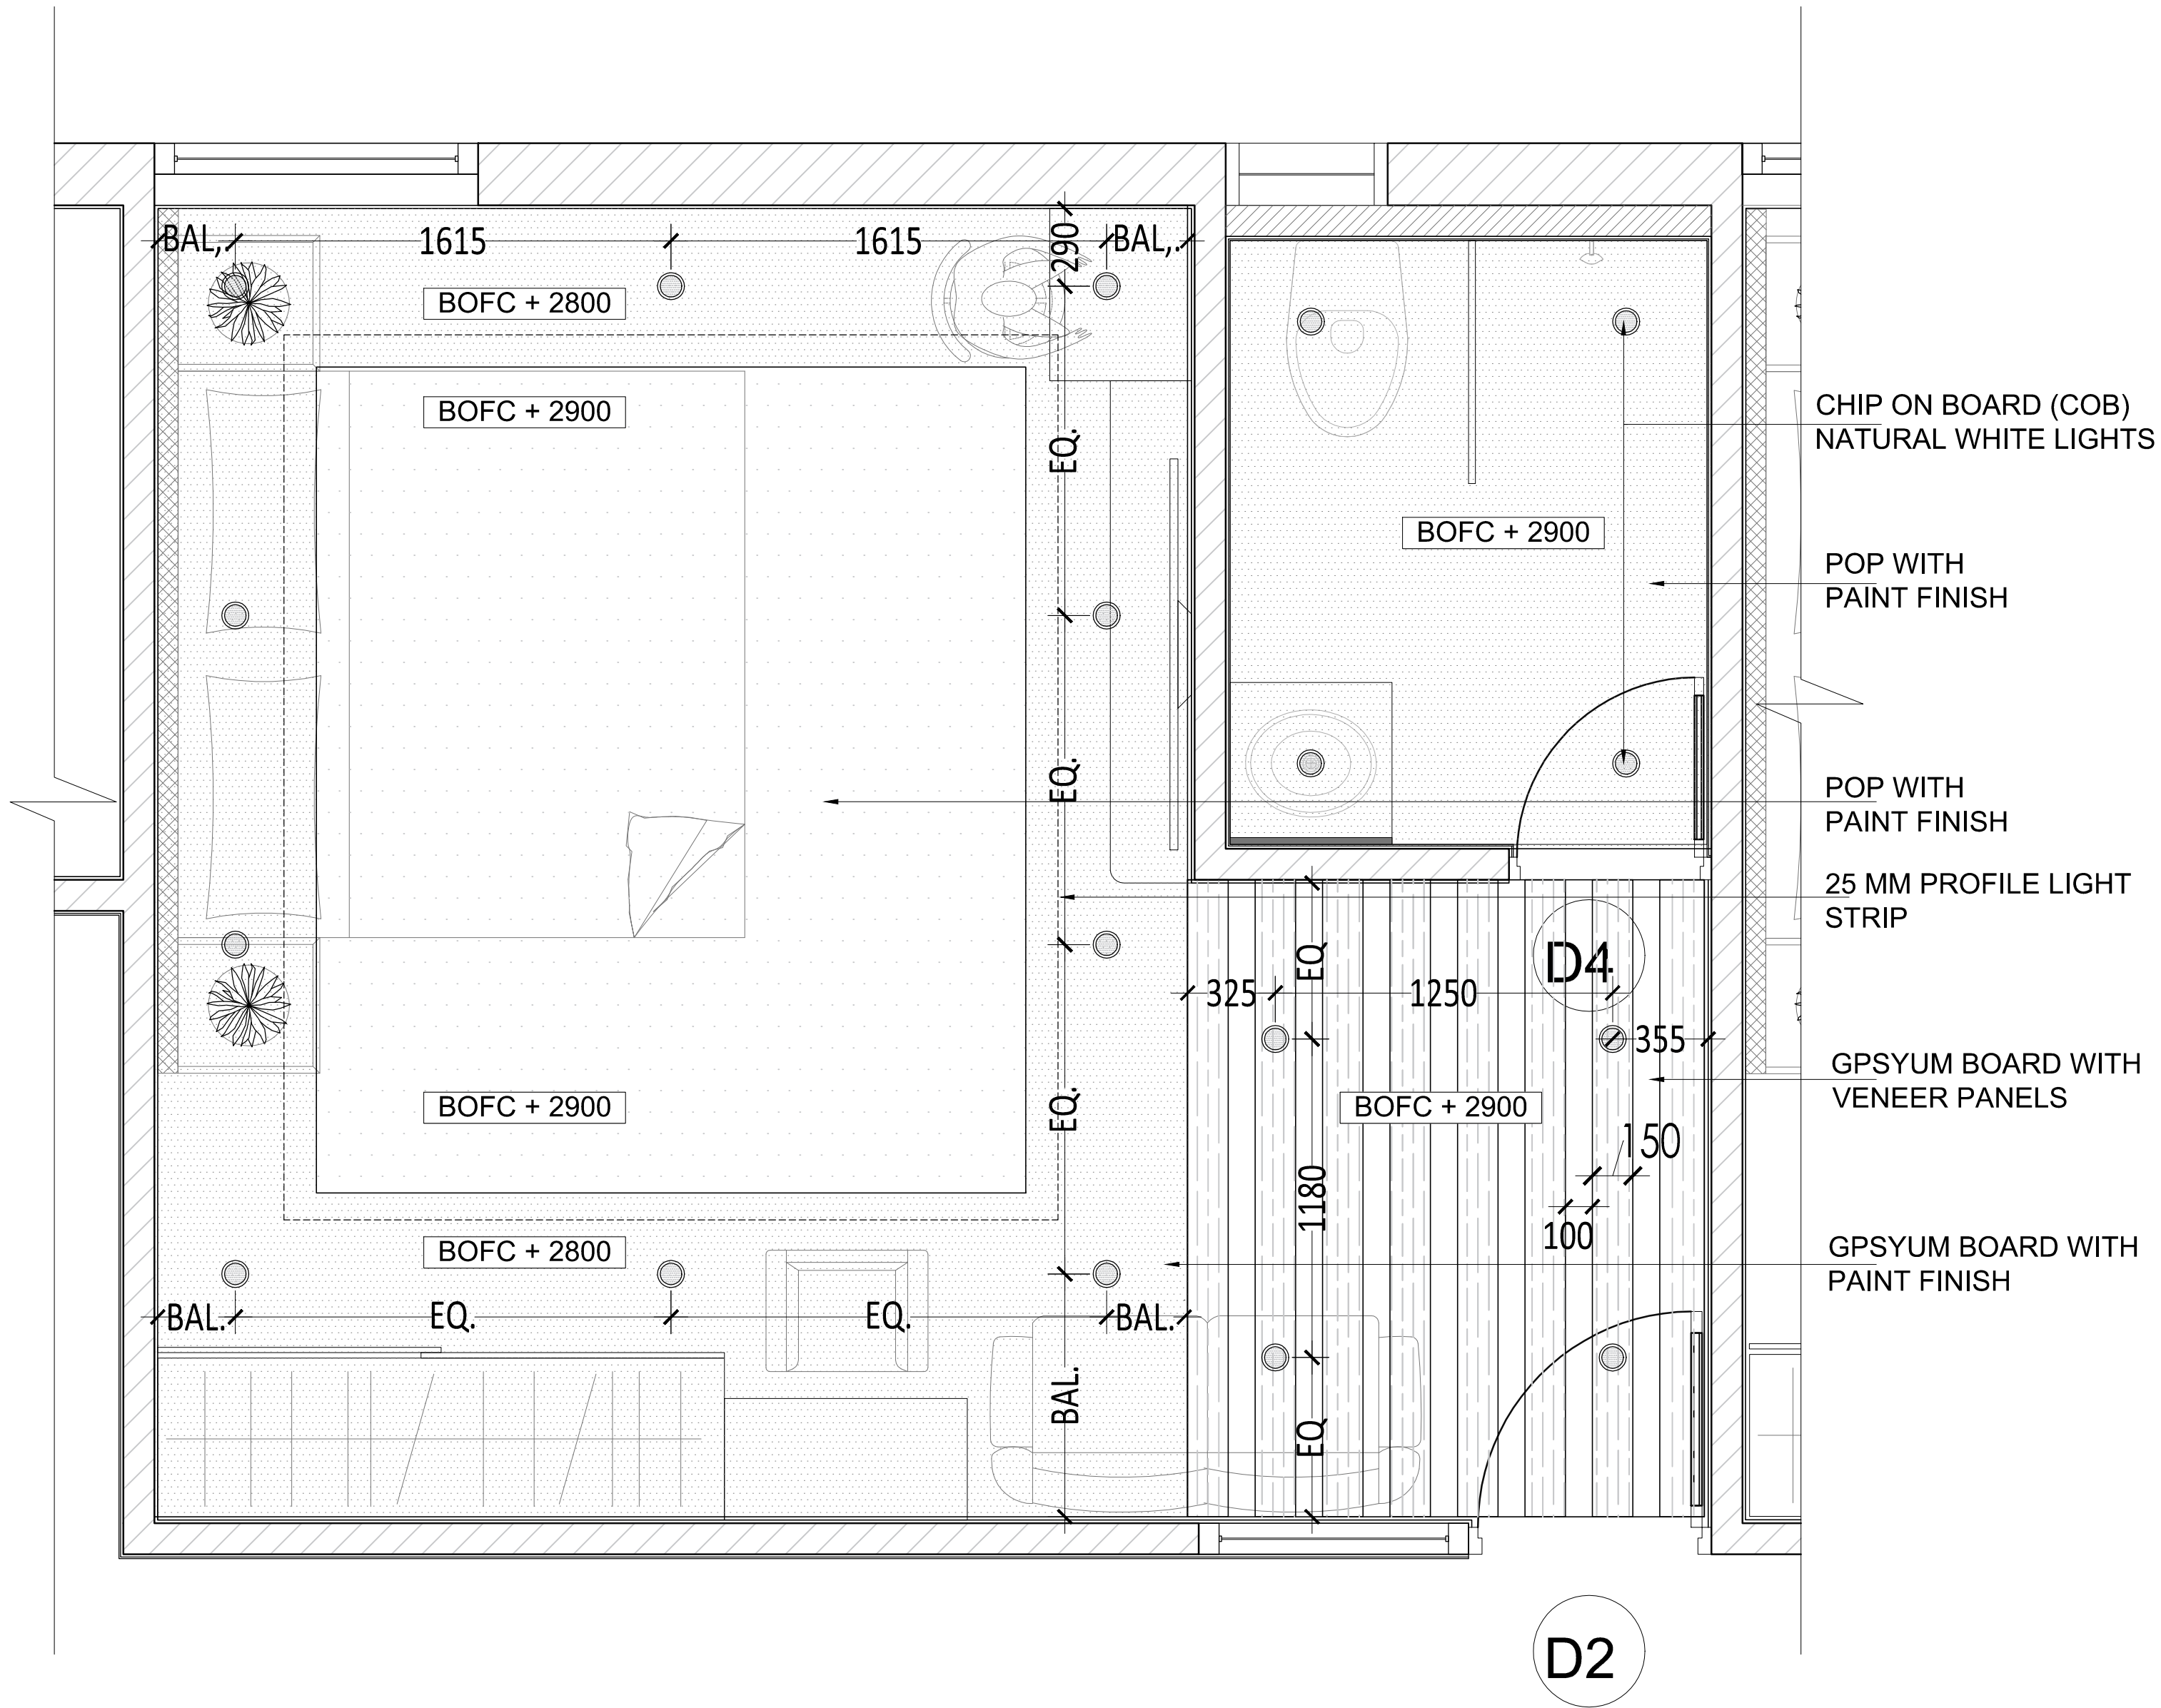 BAL,.
1615
1615
290
BAL,.
BOFC + 2800
BOFC + 2900
EQ.
CHIP ON BOARD (COB)
NATURAL WHITE LIGHTS
BOFC + 2900
POP WITH
PAINT FINISH
EQ.
POP WITH
PAINT FINISH
25 MM PROFILE LIGHT
STRIP
D4
EQ
325
1250
355
EQ.
BOFC + 2900
BOFC + 2900
GPSYUM BOARD WITH
VENEER PANELS
150
1180
100
BOFC + 2800
GPSYUM BOARD WITH
PAINT FINISH
BAL.
EQ.
EQ.
BAL.
BAL.
EQ
D2